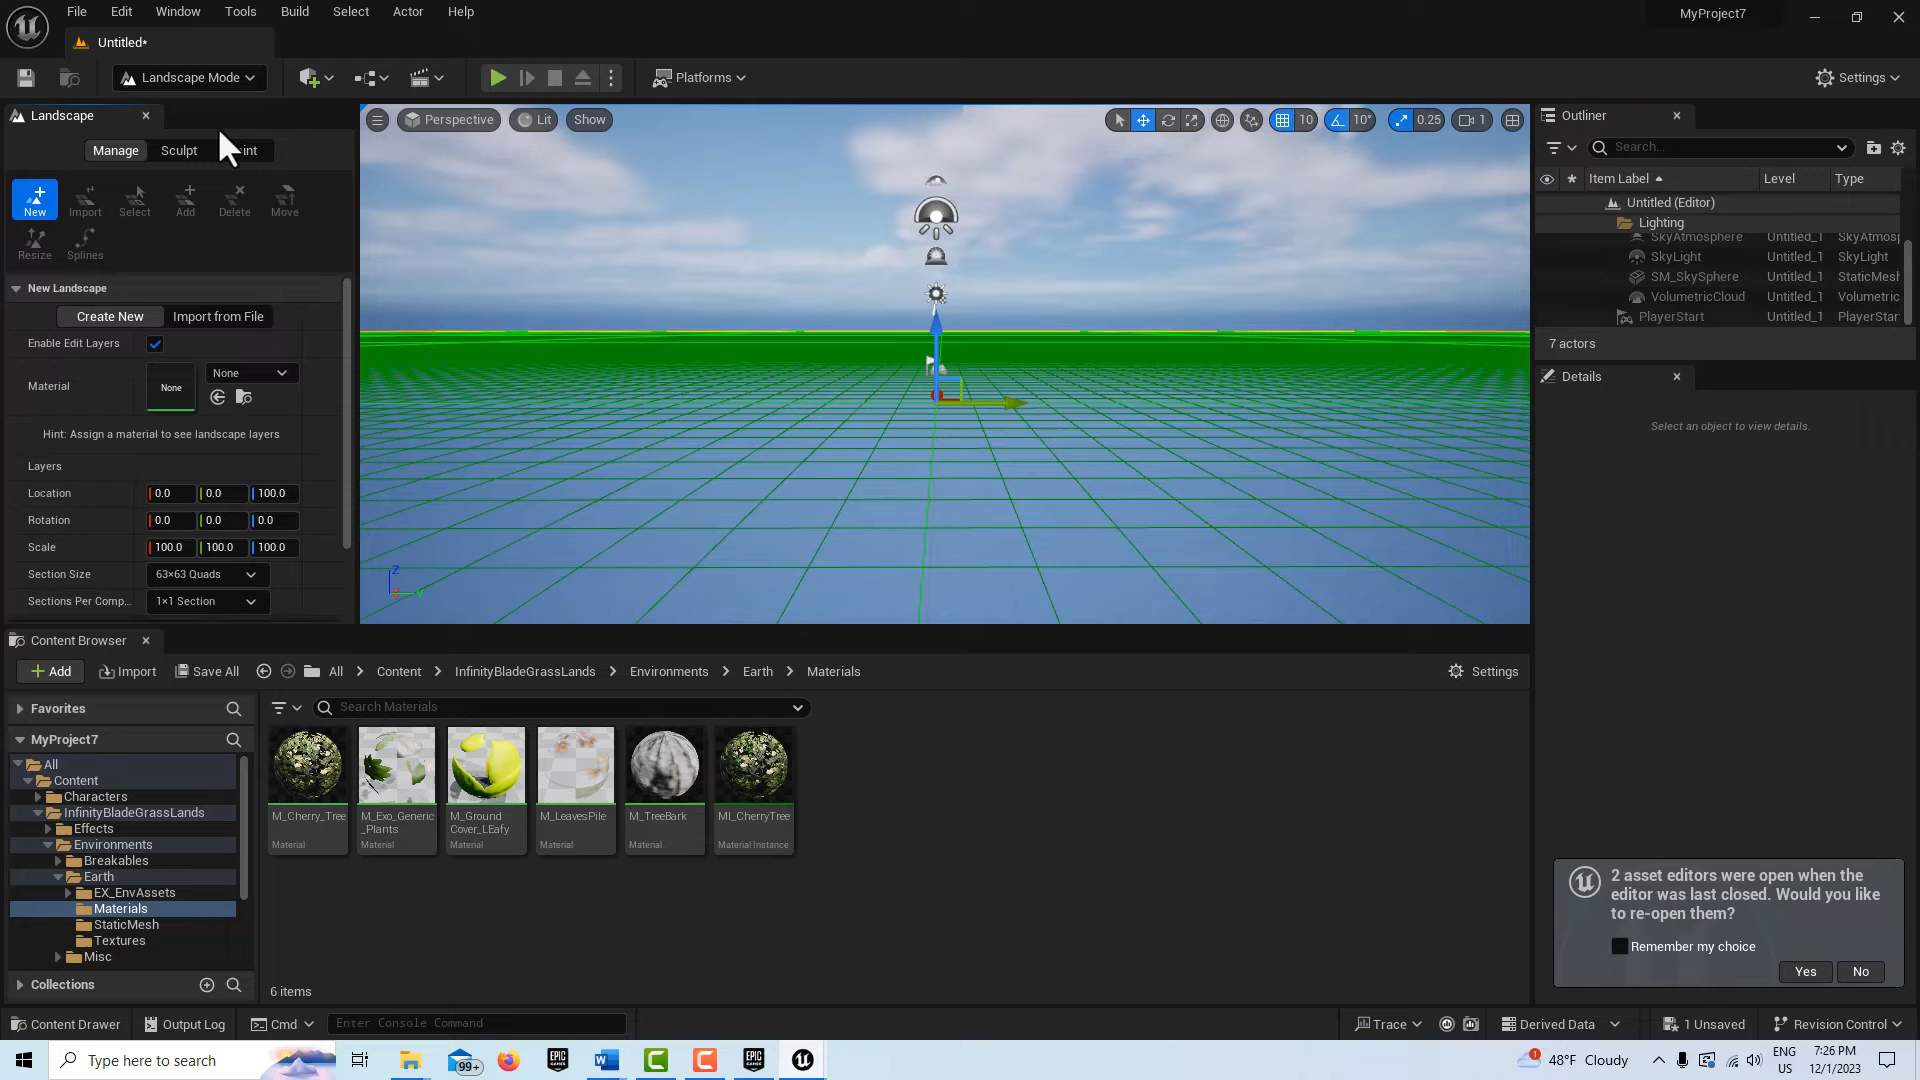 File Edit Window Tools Build Select Actor Help
MyProject7
Untitled*
Landscape Mode
Platforms
Settings
Landscape
Manage Sculpt
New Import Select Add Delete Move
Resize Splines
New Landscape
Create New Import from File
Enable Edit Layers
Material
None
None
Hint: Assign a material to see landscape layers
Layers
Location 0.0 0.0 100.0
Rotation 0.0 0.0 0.0
Scale 100.0 100.0 100.0
Section Size 63×63 Quads
Sections Per Comp... 1×1 Section
Perspective Lit Show
10 10° 0.25 1
Z
Outliner
Search...
Item Label Level Type
Untitled (Editor)
Lighting
SkyAtmosphere Untitled_1 SkyAtmos
SkyLight Untitled_1 SkyLight
SM_SkySphere Untitled_1 StaticMesh
VolumetricCloud Untitled_1 Volumetric
PlayerStart Untitled_1 PlayerStar
7 actors
Details
Select an object to view details.
Content Browser
Add Import Save All All Content InfinityBladeGrassLands Environments Earth Materials Settings
Favorites
Search Materials
MyProject7
All
Content
Characters
InfinityBladeGrassLands
Effects
Environments
Breakables
Earth
EX_EnvAssets
Materials
StaticMesh
Textures
Misc
Collections
M_Cherry_Tree
Material
M_Exo_Generic
_Plants
Material
M_Ground
Cover_LEafy
Material
M_LeavesPile
Material
M_TreeBark
Material
MI_CherryTree
Material Instance
6 items
2 asset editors were open when the
editor was last closed. Would you like
to re-open them?
Remember my choice
Yes No
Content Drawer Output Log Cmd Enter Console Command
Trace Derived Data 1 Unsaved Revision Control
Type here to search
99+
EPIC
GAMES
EPIC
GAMES
1
48°F Cloudy
ENG
US
7:26 PM
12/1/2023